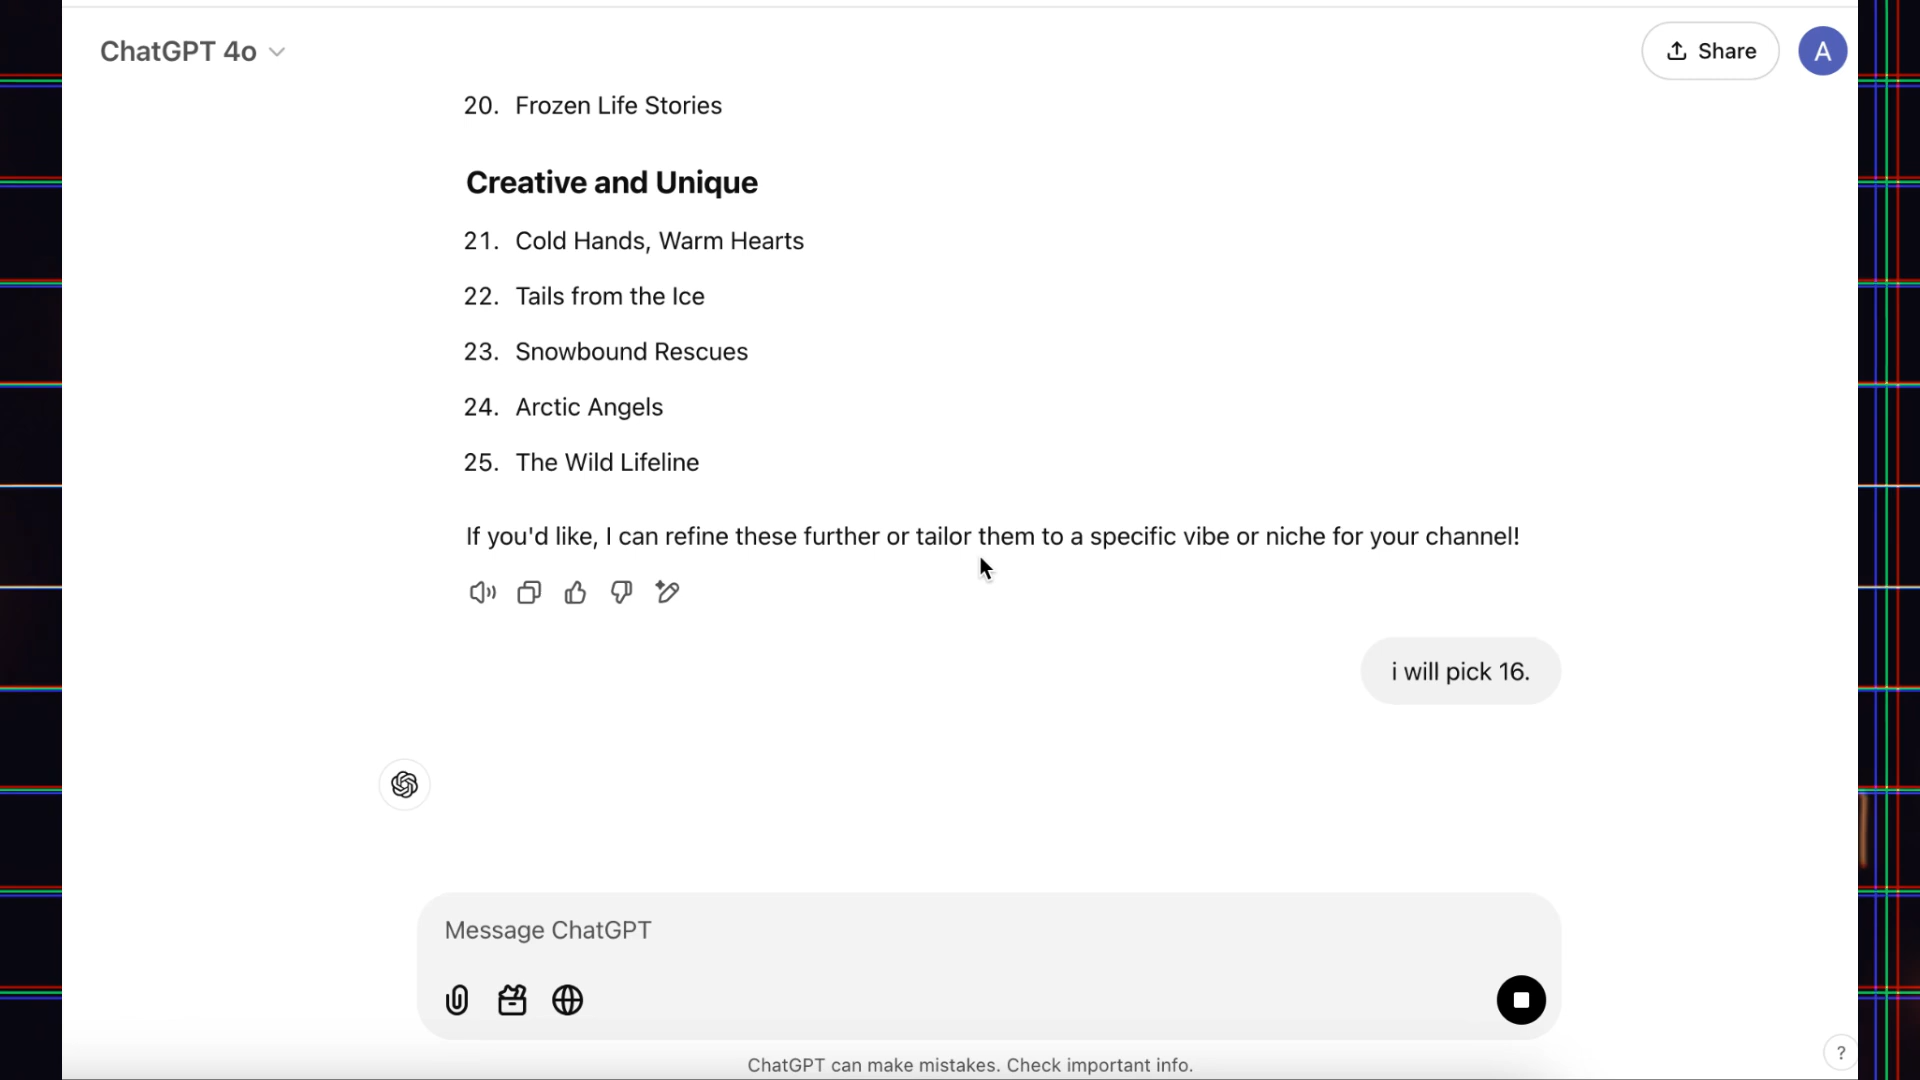 ChatGPT 4o
Share
A
20. Frozen Life Stories
Creative and Unique
21. Cold Hands, Warm Hearts
22. Tails from the Ice
23. Snowbound Rescues
24. Arctic Angels
25. The Wild Lifeline
If you'd like, I can refine these further or tailor them to a specific vibe or niche for your channel!
i will pick 16.
Message ChatGPT
ChatGPT can make mistakes. Check important info.
?